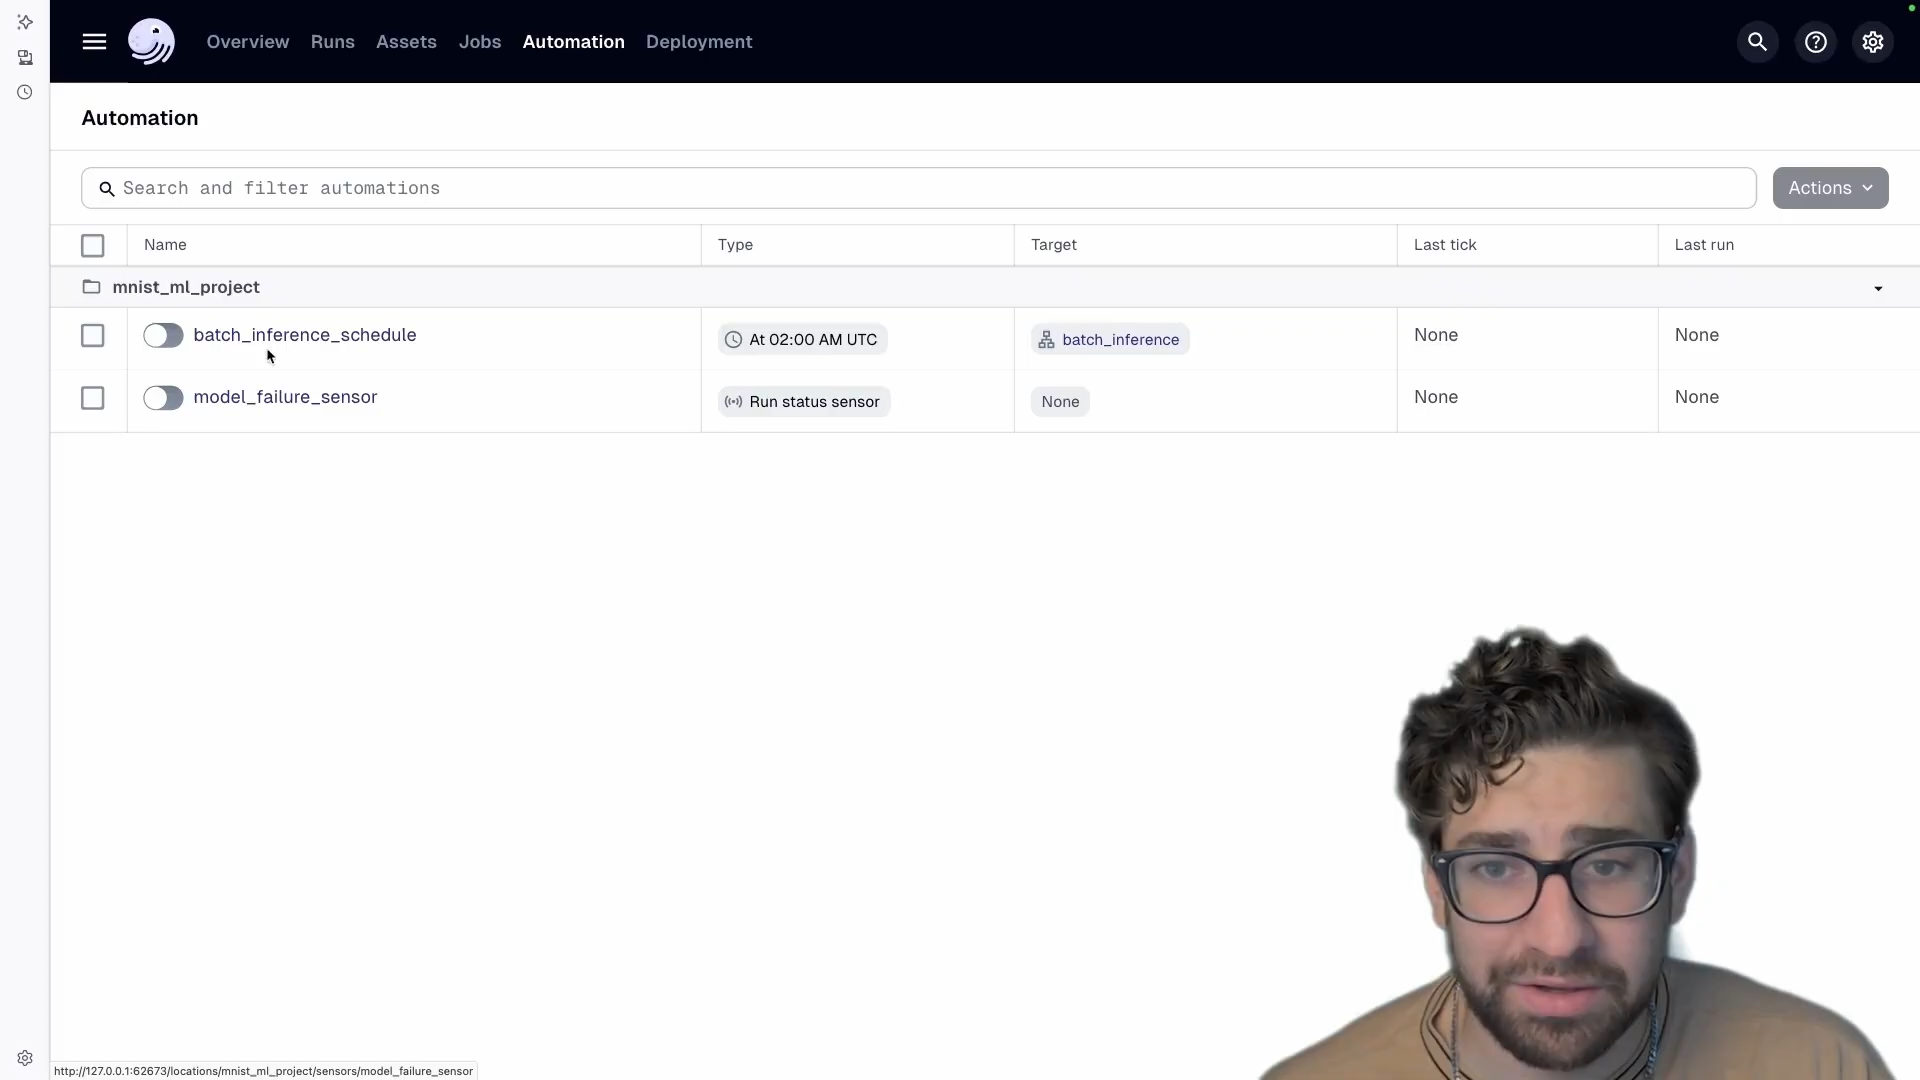 Overview Runs Assets Jobs Automation Deployment
Automation
Search and filter automations
Actions
Name Type Target Last tick Last run
mnist_ml_project
batch_inference_schedule At 02:00 AM UTC batch_inference None None
model_failure_sensor Run status sensor None None None
http://127.0.0.1:62673/locations/mnist_ml_project/sensors/model_failure_sensor